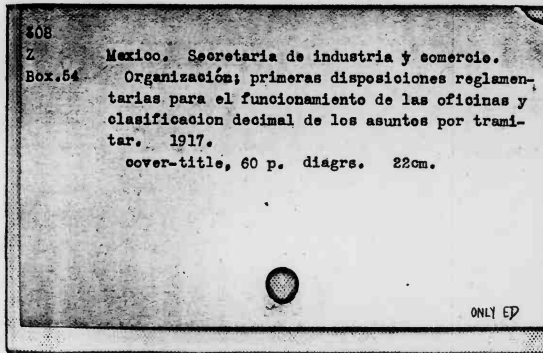 308
Z Mexico. Secretaria de industria y comercio.
Box.54 Organización; primeras disposiciones reglamen-
tarias para el funcionamiento de las oficinas y
clasificacion decimal de los asuntos por trami-
tar. 1917.
cover-title, 60 p. diagrs. 22cm.
ONLY ED